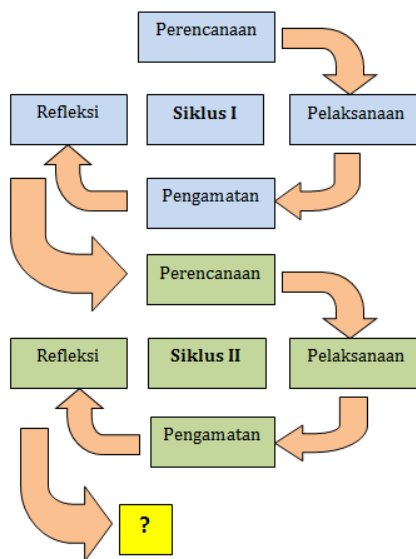 Perencanaan
Refleksi
Siklus I
Pelaksanaan
Pengamatan
Perencanaan
Refleksi
Siklus II
Pelaksanaan
Pengamatan
?